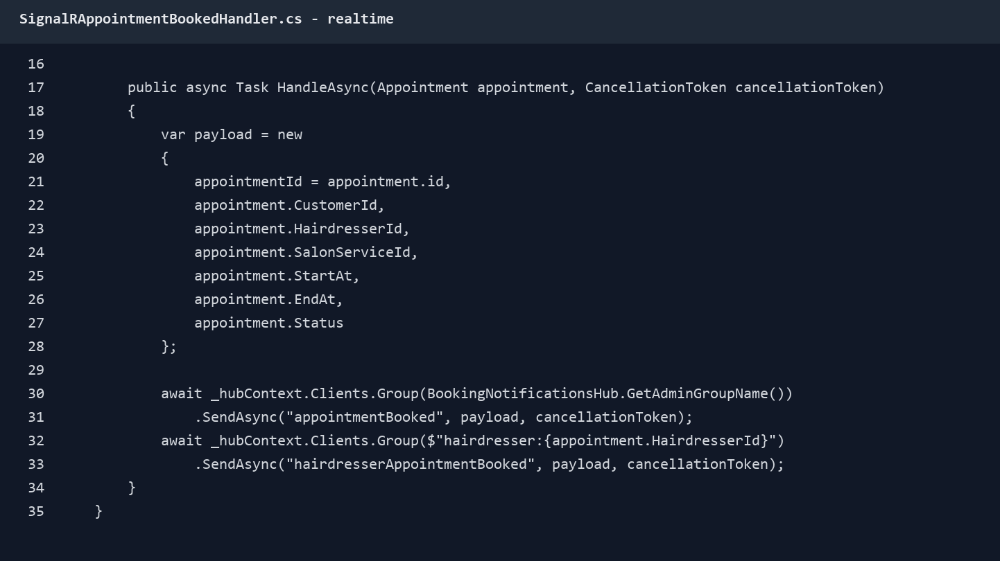 SignalRAppointmentBookedHandler.cs - realtime
16
17          public async Task HandleAsync(Appointment appointment, CancellationToken cancellationToken)
18          {
19              var payload = new
20              {
21                  appointmentId = appointment.id,
22                  appointment.CustomerId,
23                  appointment.HairdresserId,
24                  appointment.SalonServiceId,
25                  appointment.StartAt,
26                  appointment.EndAt,
27                  appointment.Status
28              };
29
30              await _hubContext.Clients.Group(BookingNotificationsHub.GetAdminGroupName())
31                  .SendAsync("appointmentBooked", payload, cancellationToken);
32              await _hubContext.Clients.Group($"hairdresser:{appointment.HairdresserId}")
33                  .SendAsync("hairdresserAppointmentBooked", payload, cancellationToken);
34          }
35      }